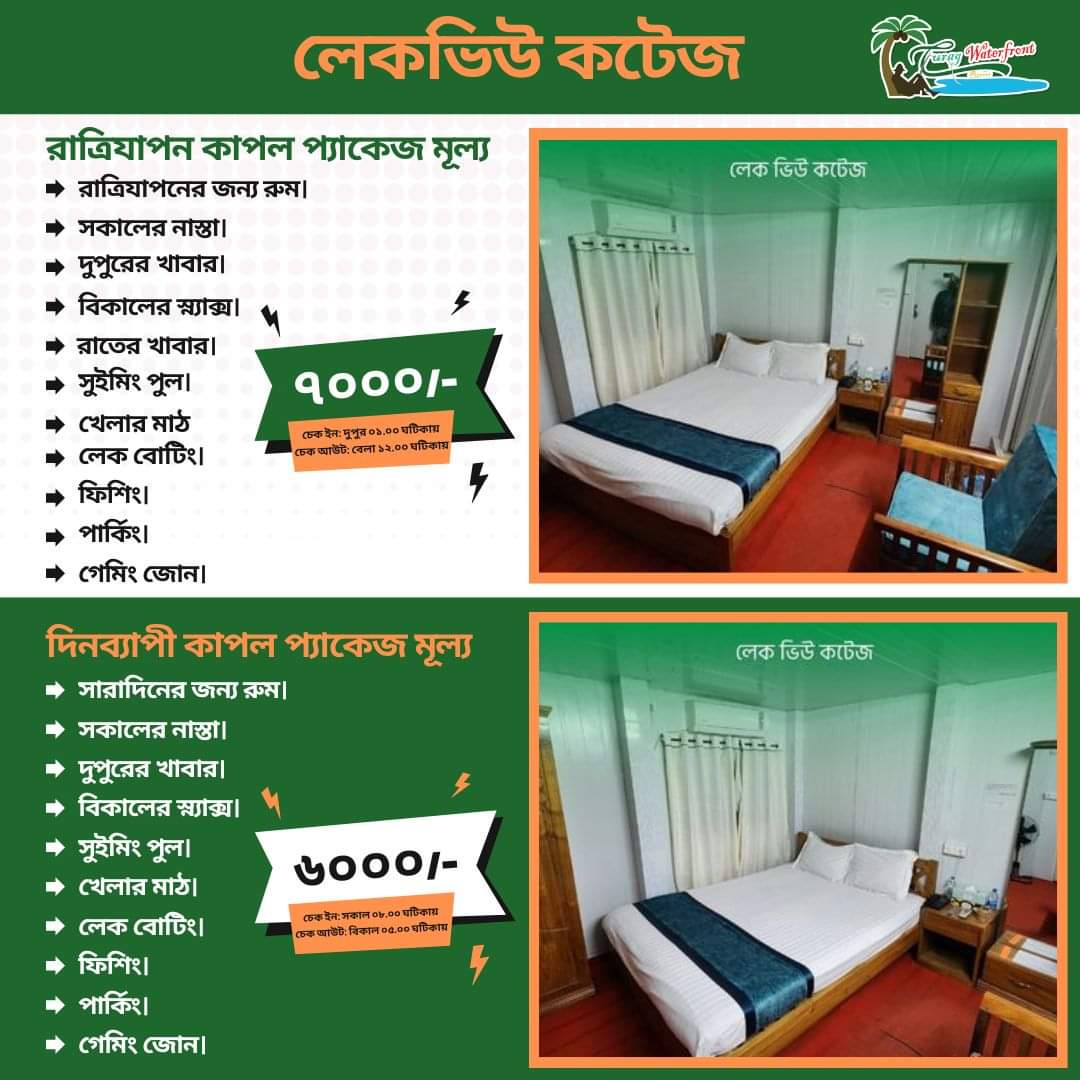 লেকভিউ কটেজ
Turag Waterfront
রাত্রিযাপন কাপল প্যাকেজ মূল্য
রাত্রিযাপনের জন্য রুম।
সকালের নাস্তা।
দুপুরের খাবার।
বিকালের স্ন্যাক্স।
রাতের খাবার।
সুইমিং পুল।
খেলার মাঠ
লেক বোটিং।
ফিশিং।
পার্কিং।
গেমিং জোন।
৭০০০/-
চেক ইন: দুপুর ০১.০০ ঘটিকায়
চেক আউট: বেলা ১২.০০ ঘটিকায়
লেক ভিউ কটেজ
দিনব্যাপী কাপল প্যাকেজ মূল্য
সারাদিনের জন্য রুম।
সকালের নাস্তা।
দুপুরের খাবার।
বিকালের স্ন্যাক্স।
সুইমিং পুল।
খেলার মাঠ।
লেক বোটিং।
ফিশিং।
পার্কিং।
গেমিং জোন।
৬০০০/-
চেক ইন: সকাল ০৮.০০ ঘটিকায়
চেক আউট: বিকাল ০৫.০০ ঘটিকায়
লেক ভিউ কটেজ